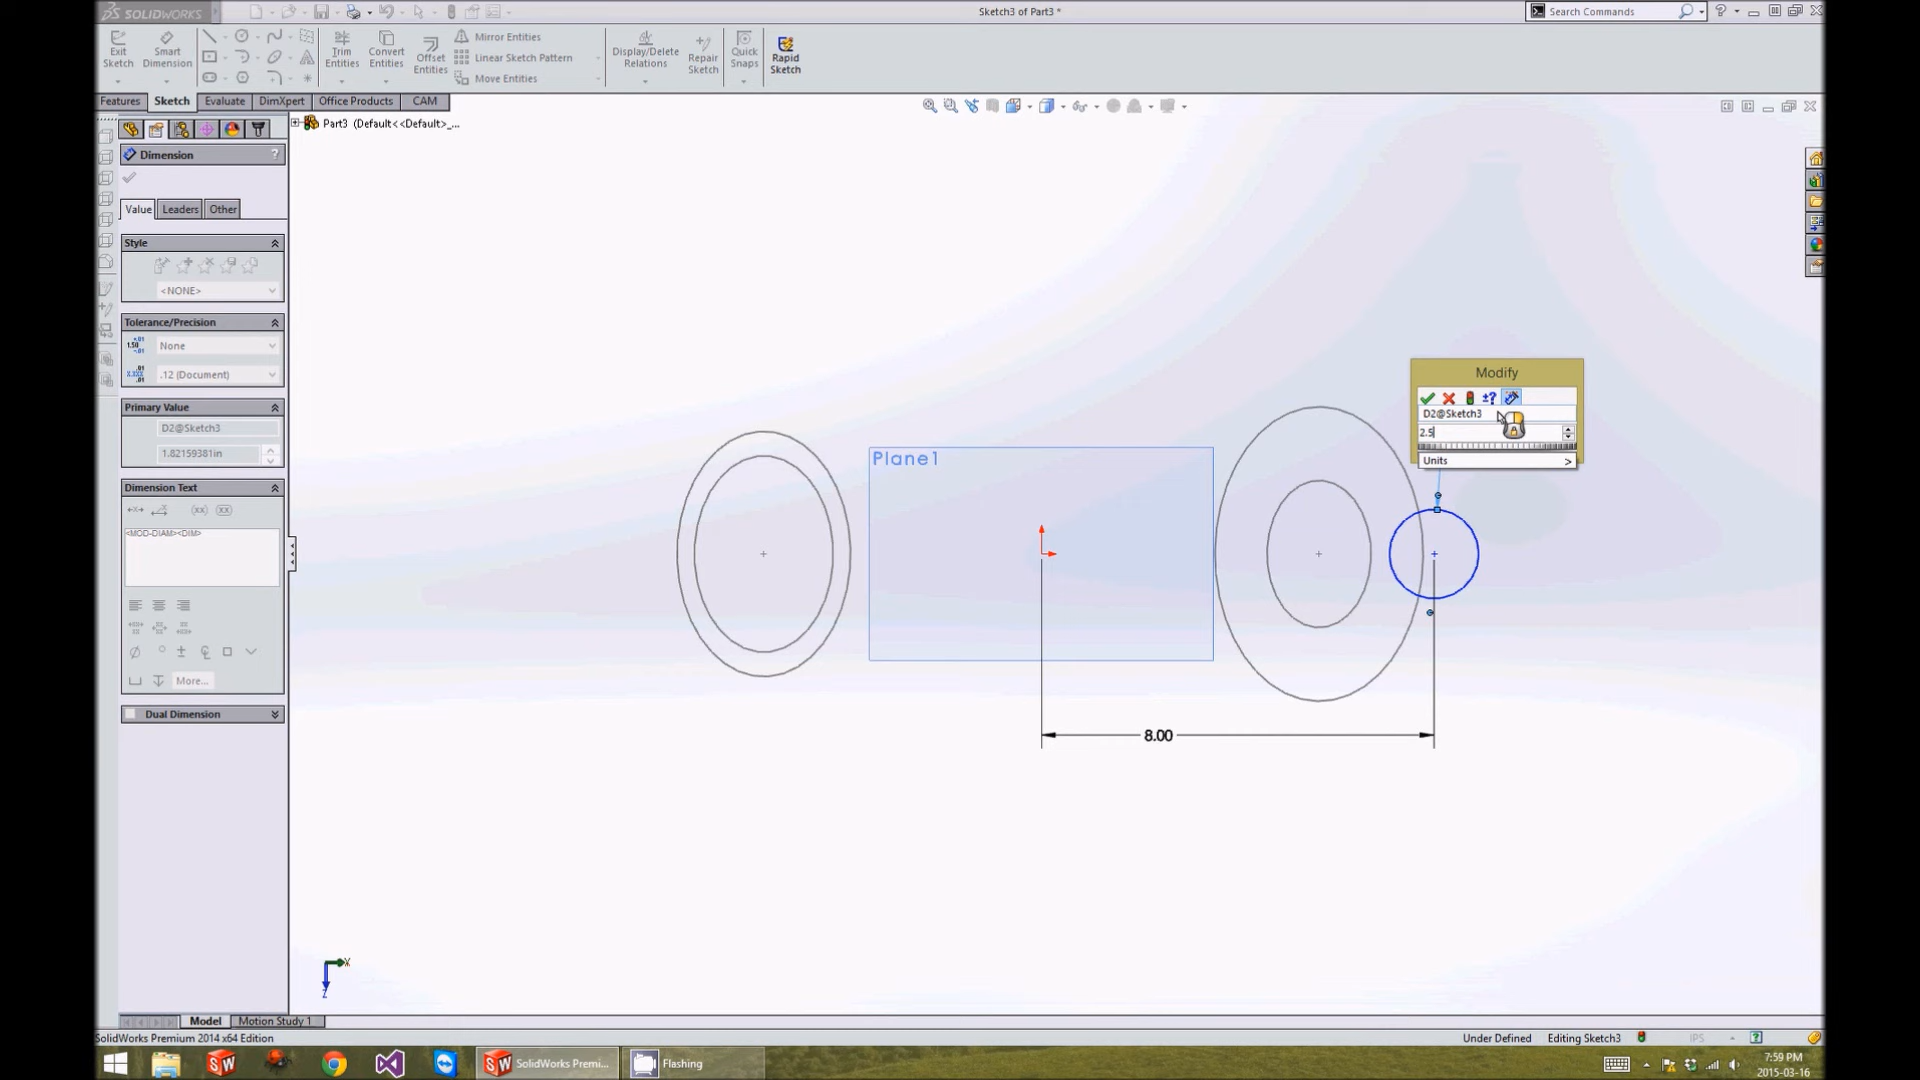 SOLIDWORKS
Sketch3 of Part3 *
Search Commands
Exit Sketch
Smart Dimension
Trim Entities
Convert Entities
Offset Entities
Mirror Entities
Linear Sketch Pattern
Move Entities
Display/Delete Relations
Repair Sketch
Quick Snaps
Rapid Sketch
Features
Sketch
Evaluate
DimXpert
Office Products
CAM
Part3 (Default<<Default>_...
Dimension
?
Value
Leaders
Other
Style
<NONE>
Tolerance/Precision
None
.12 (Document)
Primary Value
D2@Sketch3
1.82159381in
Dimension Text
<MOD-DIAM><DIM>
More...
Dual Dimension
Plane1
Modify
D2@Sketch3
2.5
Units >
8.00
X
Z
Model
Motion Study 1
SolidWorks Premium 2014 x64 Edition
Under Defined
Editing Sketch3
IPS
SolidWorks Premi...
Flashing
7:59 PM
2015-03-16